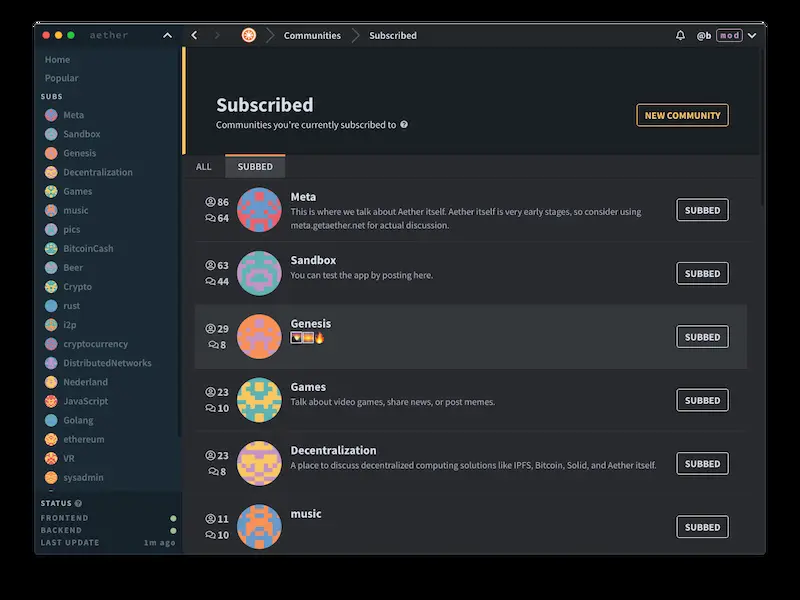 aether
Communities
Subscribed
@b mod
Home
Popular
SUBS
Meta
Sandbox
Genesis
Decentralization
Games
music
pics
BitcoinCash
Beer
Crypto
rust
i2p
cryptocurrency
DistributedNetworks
Nederland
JavaScript
Golang
ethereum
VR
sysadmin
STATUS
FRONTEND
BACKEND
LAST UPDATE 1m ago
Subscribed
Communities you're currently subscribed to
NEW COMMUNITY
ALL SUBBED
86
64
Meta
This is where we talk about Aether itself. Aether itself is very early stages, so consider using
meta.getaether.net for actual discussion.
SUBBED
63
44
Sandbox
You can test the app by posting here.
SUBBED
29
8
Genesis
SUBBED
23
10
Games
Talk about video games, share news, or post memes.
SUBBED
23
8
Decentralization
A place to discuss decentralized computing solutions like IPFS, Bitcoin, Solid, and Aether itself.
SUBBED
11
10
music
SUBBED